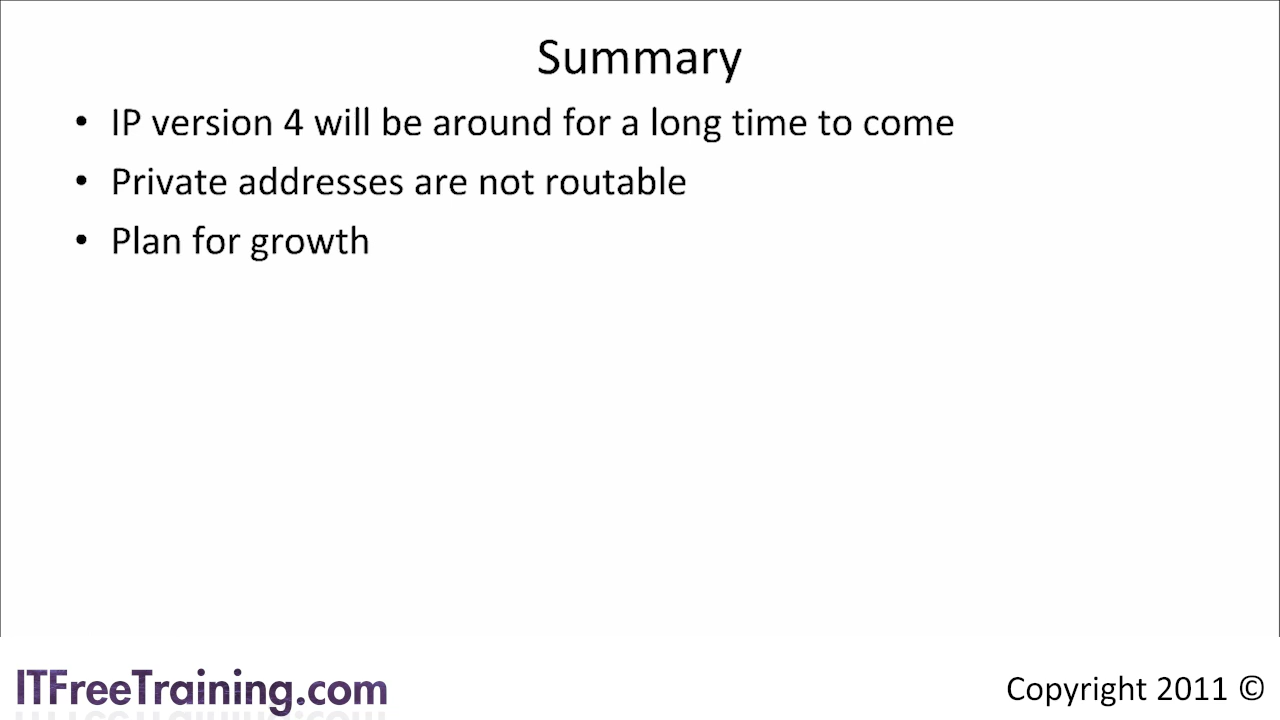 Summary
• IP version 4 will be around for a long time to come
• Private addresses are not routable
• Plan for growth
ITFreeTraining.com
Copyright 2011 ©